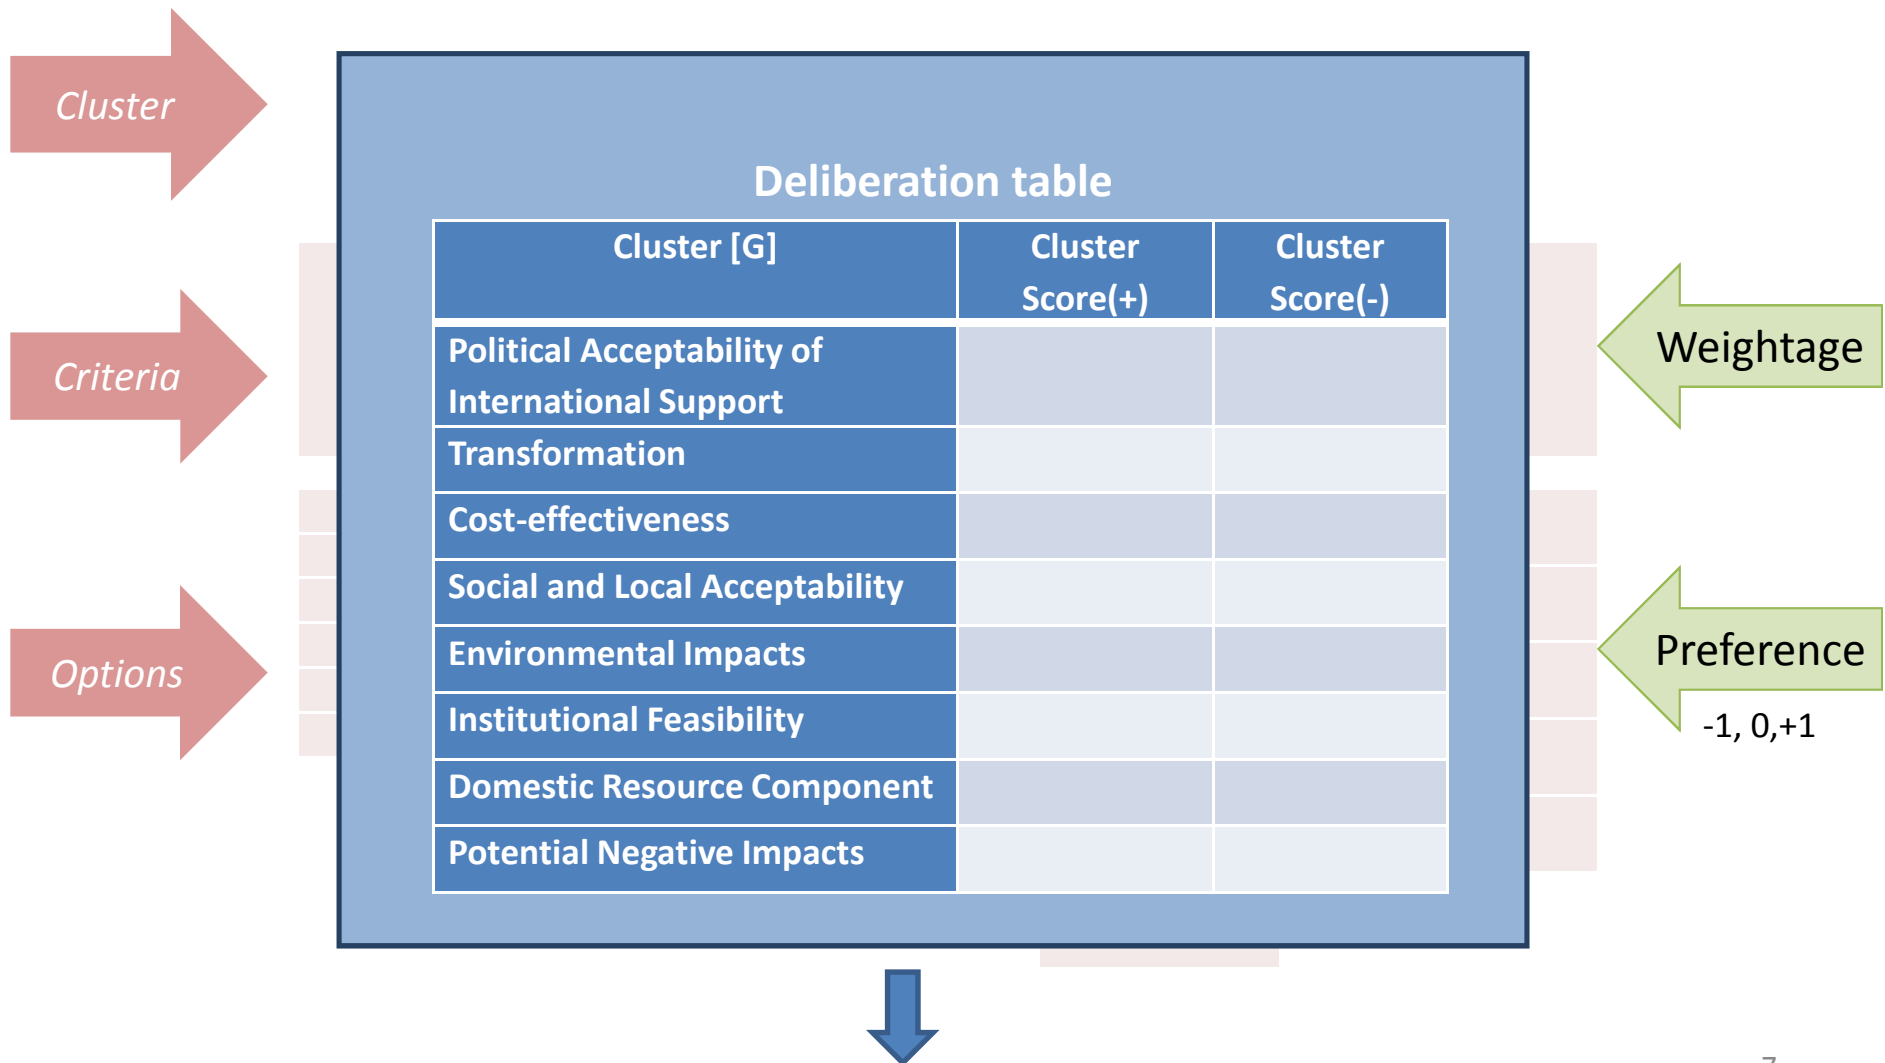 Cluster
Criteria
Options
Deliberation table
Cluster [G]
Cluster
Score(+)
Cluster
Score(-)
Political Acceptability of
International Support
Transformation
Cost-effectiveness
Social and Local Acceptability
Environmental Impacts
Institutional Feasibility
Domestic Resource Component
Potential Negative Impacts
Weightage
Preference
-1, 0,+1
7